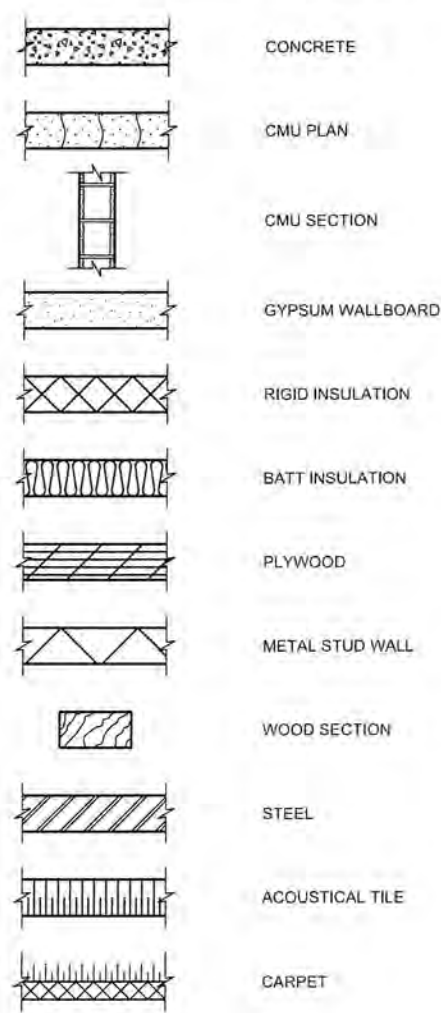 CONCRETE
CMU PLAN
CMU SECTION
GYPSUM WALLBOARD
RIGID INSULATION
BATT INSULATION
PLYWOOD
METAL STUD WALL
WOOD SECTION
STEEL
ACOUSTICAL TILE
CARPET